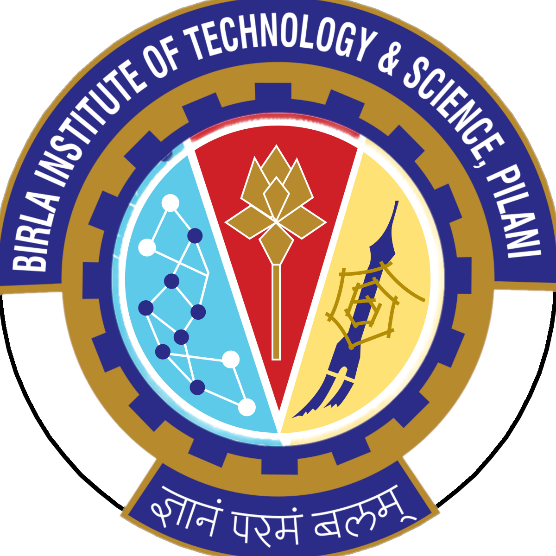 BIRLA INSTITUTE OF TECHNOLOGY & SCIENCE, PILANI
ज्ञानं परमं बलम्